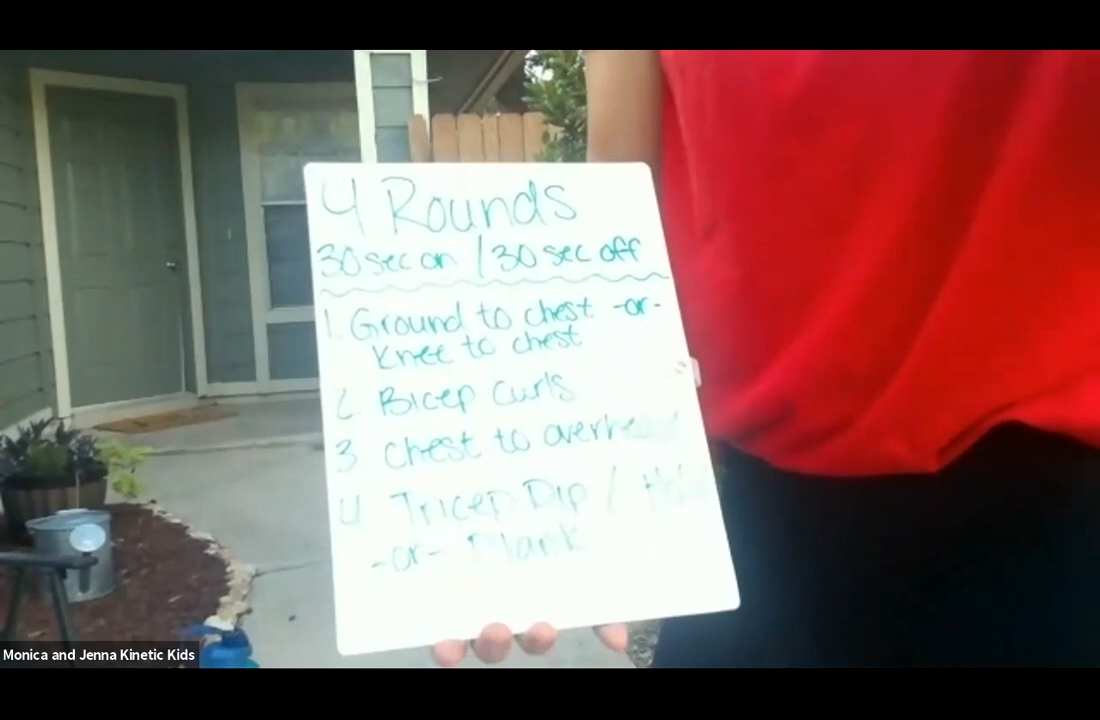 4 Rounds
30 sec on / 30 sec off
1. Ground to chest -or-
Knee to chest
2. Bicep Curls
3 Chest to overhead
4 Tricep Dip /
-or- Plank
Monica and Jenna Kinetic Kids